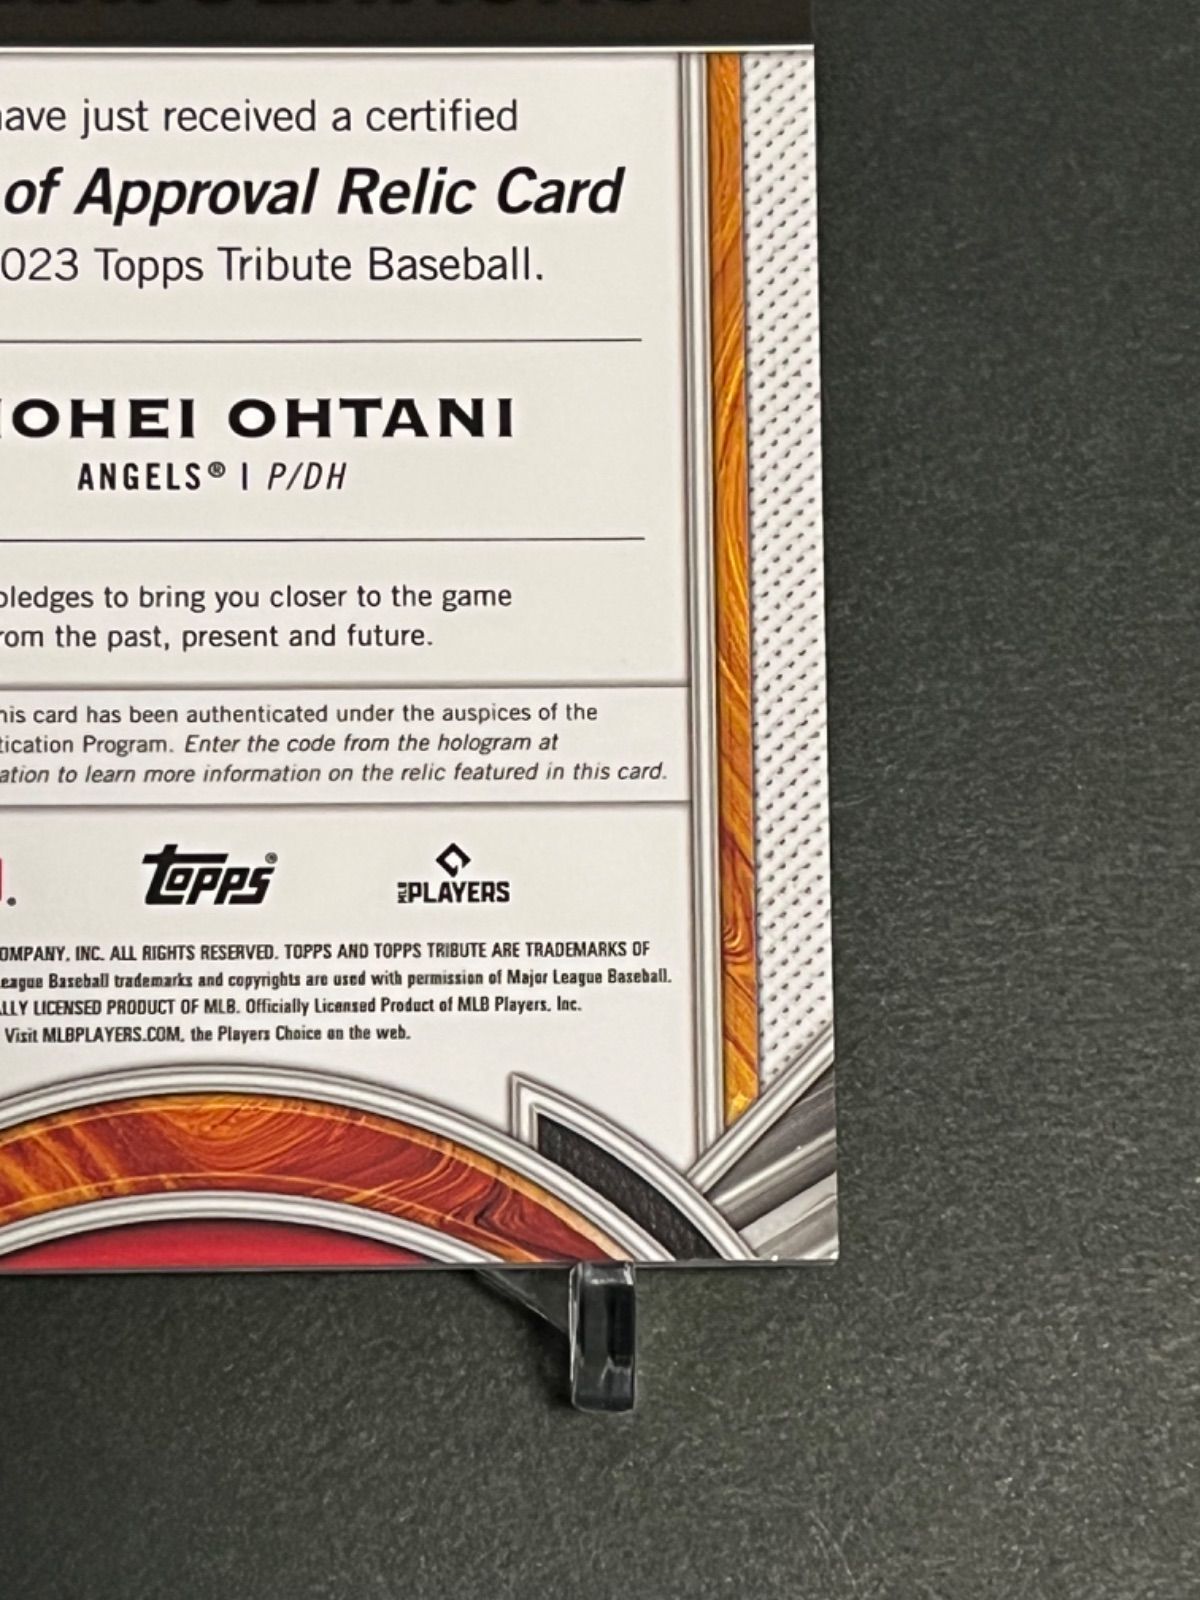 have just received a certified
of Approval Relic Card
2023 Topps Tribute Baseball.
OHEI OHTANI
ANGELS® | P/DH
pledges to bring you closer to the game
from the past, present and future.
his card has been authenticated under the auspices of the
tication Program. Enter the code from the hologram at
ation to learn more information on the relic featured in this card.
topps®
MLB PLAYERS
OMPANY, INC. ALL RIGHTS RESERVED. TOPPS AND TOPPS TRIBUTE ARE TRADEMARKS OF
eague Baseball trademarks and copyrights are used with permission of Major League Baseball.
LLY LICENSED PRODUCT OF MLB. Officially Licensed Product of MLB Players, Inc.
Visit MLBPLAYERS.COM, the Players Choice on the web.